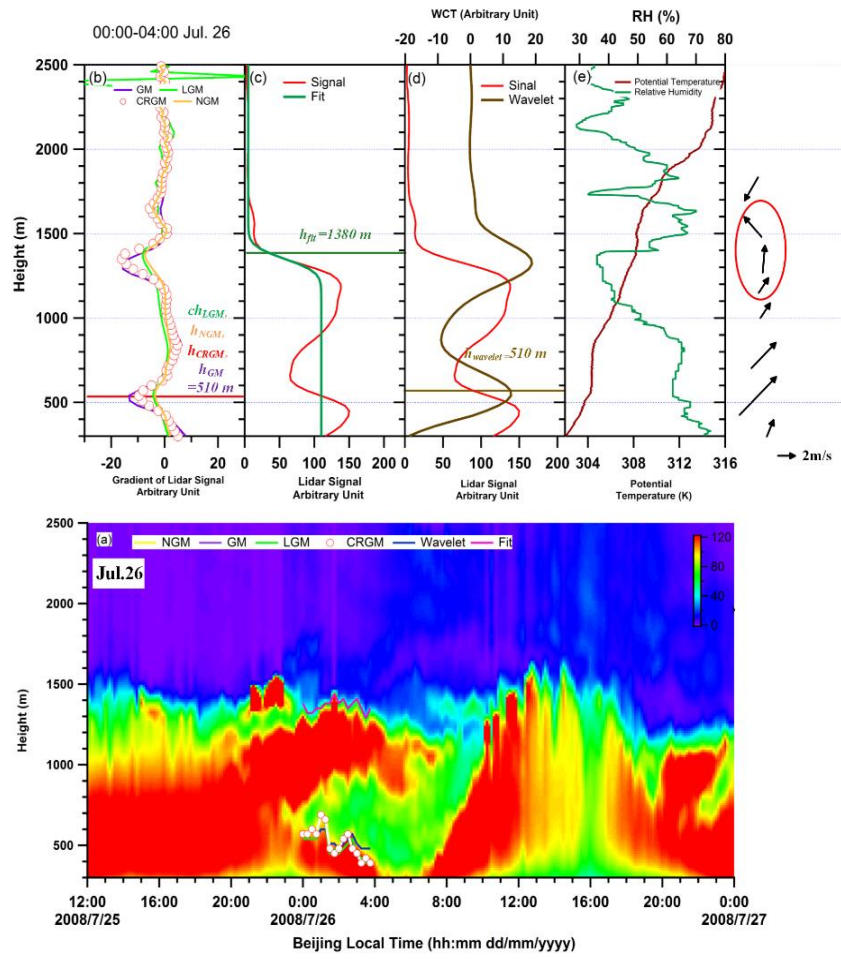 WCT (Arbitrary Unit)
RH (%)
00:00-04:00 Jul. 26
-20 -10 0 10 20
30 40 50 60 70 80
2500
2000
1500
1000
500
Height (m)
(b) GM LGM
CRGM NGM
(c) Signal
Fit
(d) Sinal
Wavelet
(e) Potential Temperature
Relative Humidity
hfit=1380 m
chLGM,
hNGM,
hCRGM,
hGM
=510 m
hwavelet=510 m
-20 0 20
0 50 100 150 200
0 50 100 150 200
304 308 312 316
2m/s
Gradient of Lidar Signal
Arbitrary Unit
Lidar Signal
Arbitrary Unit
Lidar Signal
Arbitrary Unit
Potential
Temperature (K)
2500
2000
1500
1000
500
Height (m)
(a) NGM GM LGM CRGM Wavelet Fit
Jul.26
120
80
40
0
12:00 16:00 20:00 0:00 4:00 8:00 12:00 16:00 20:00 0:00
2008/7/25 2008/7/26 2008/7/27
Beijing Local Time (hh:mm dd/mm/yyyy)